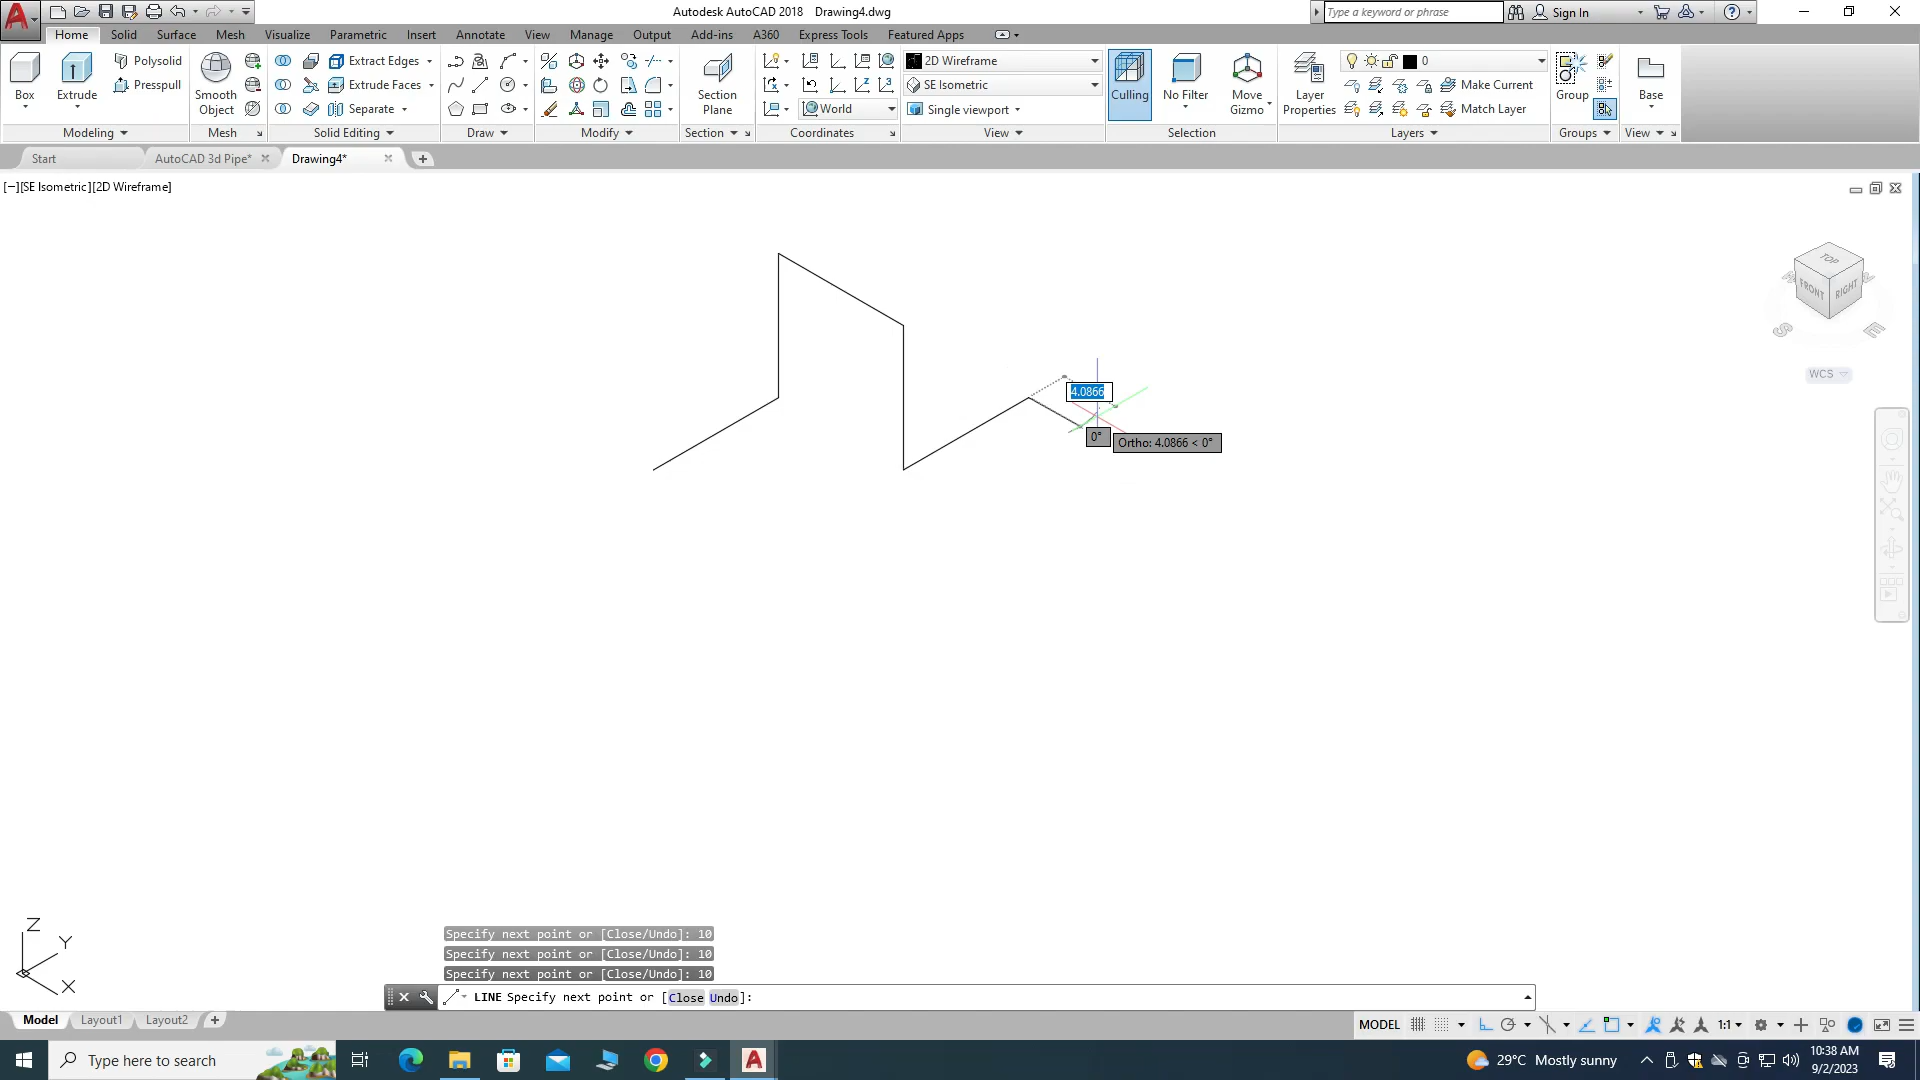 Autodesk AutoCAD 2018 Drawing4.dwg
Type a keyword or phrase
Sign In
Home Solid Surface Mesh Visualize Parametric Insert Annotate View Manage Output Add-ins A360 Express Tools Featured Apps
Box
Extrude
Polysolid
Presspull
Smooth
Object
Extract Edges
Extrude Faces
Separate
Section
Plane
World
2D Wireframe
SE Isometric
Single viewport
Culling
No Filter
Move
Gizmo
Layer
Properties
0
Make Current
Match Layer
Group
Base
Modeling Mesh Solid Editing Draw Modify Section Coordinates View Selection Layers Groups View
Start AutoCAD 3d Pipe* Drawing4*
[−][SE Isometric][2D Wireframe]
TOP
FRONT RIGHT
S E
WCS
4.0866
0°
Ortho: 4.0866 < 0°
Z
Y
X
Specify next point or [Close/Undo]: 10
Specify next point or [Close/Undo]: 10
Specify next point or [Close/Undo]: 10
LINE Specify next point or [Close Undo]:
Model Layout1 Layout2
MODEL 1:1
Type here to search
29°C Mostly sunny
10:38 AM
9/2/2023